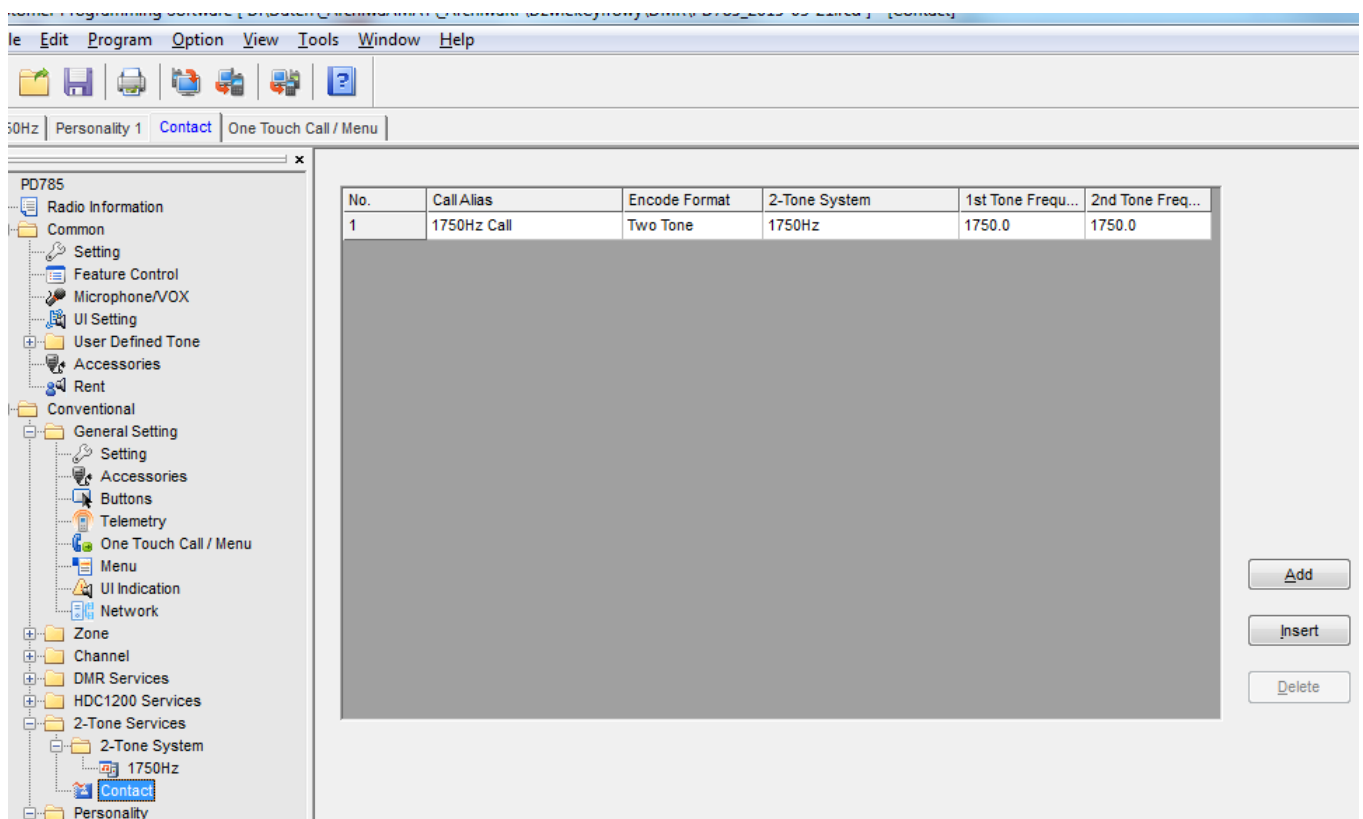 le Edit Program Option View Tools Window Help
50Hz Personality 1 Contact One Touch Call / Menu
PD785
Radio Information
Common
Setting
Feature Control
Microphone/VOX
UI Setting
User Defined Tone
Accessories
Rent
Conventional
General Setting
Setting
Accessories
Buttons
Telemetry
One Touch Call / Menu
Menu
UI Indication
Network
Zone
Channel
DMR Services
HDC1200 Services
2-Tone Services
2-Tone System
1750Hz
Contact
Personality
No. Call Alias Encode Format 2-Tone System 1st Tone Frequ... 2nd Tone Freq...
1 1750Hz Call Two Tone 1750Hz 1750.0 1750.0
Add
Insert
Delete